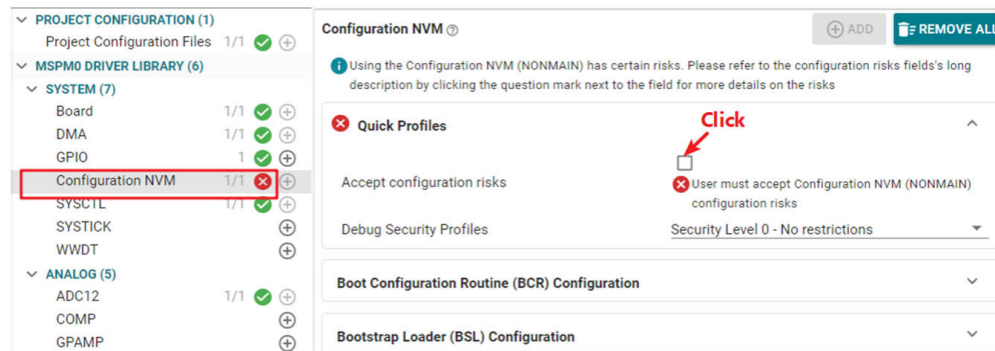 PROJECT CONFIGURATION (1)
Project Configuration Files 1/1
MSPM0 DRIVER LIBRARY (6)
SYSTEM (7)
Board 1/1
DMA 1/1
GPIO 1
Configuration NVM 1/1
SYSCTL 1/1
SYSTICK
WWDT
ANALOG (5)
ADC12 1/1
COMP
GPAMP
Configuration NVM
ADD
REMOVE ALL
Using the Configuration NVM (NONMAIN) has certain risks. Please refer to the configuration risks fields's long
description by clicking the question mark next to the field for more details on the risks
Quick Profiles
Click
Accept configuration risks
User must accept Configuration NVM (NONMAIN)
configuration risks
Debug Security Profiles
Security Level 0 - No restrictions
Boot Configuration Routine (BCR) Configuration
Bootstrap Loader (BSL) Configuration